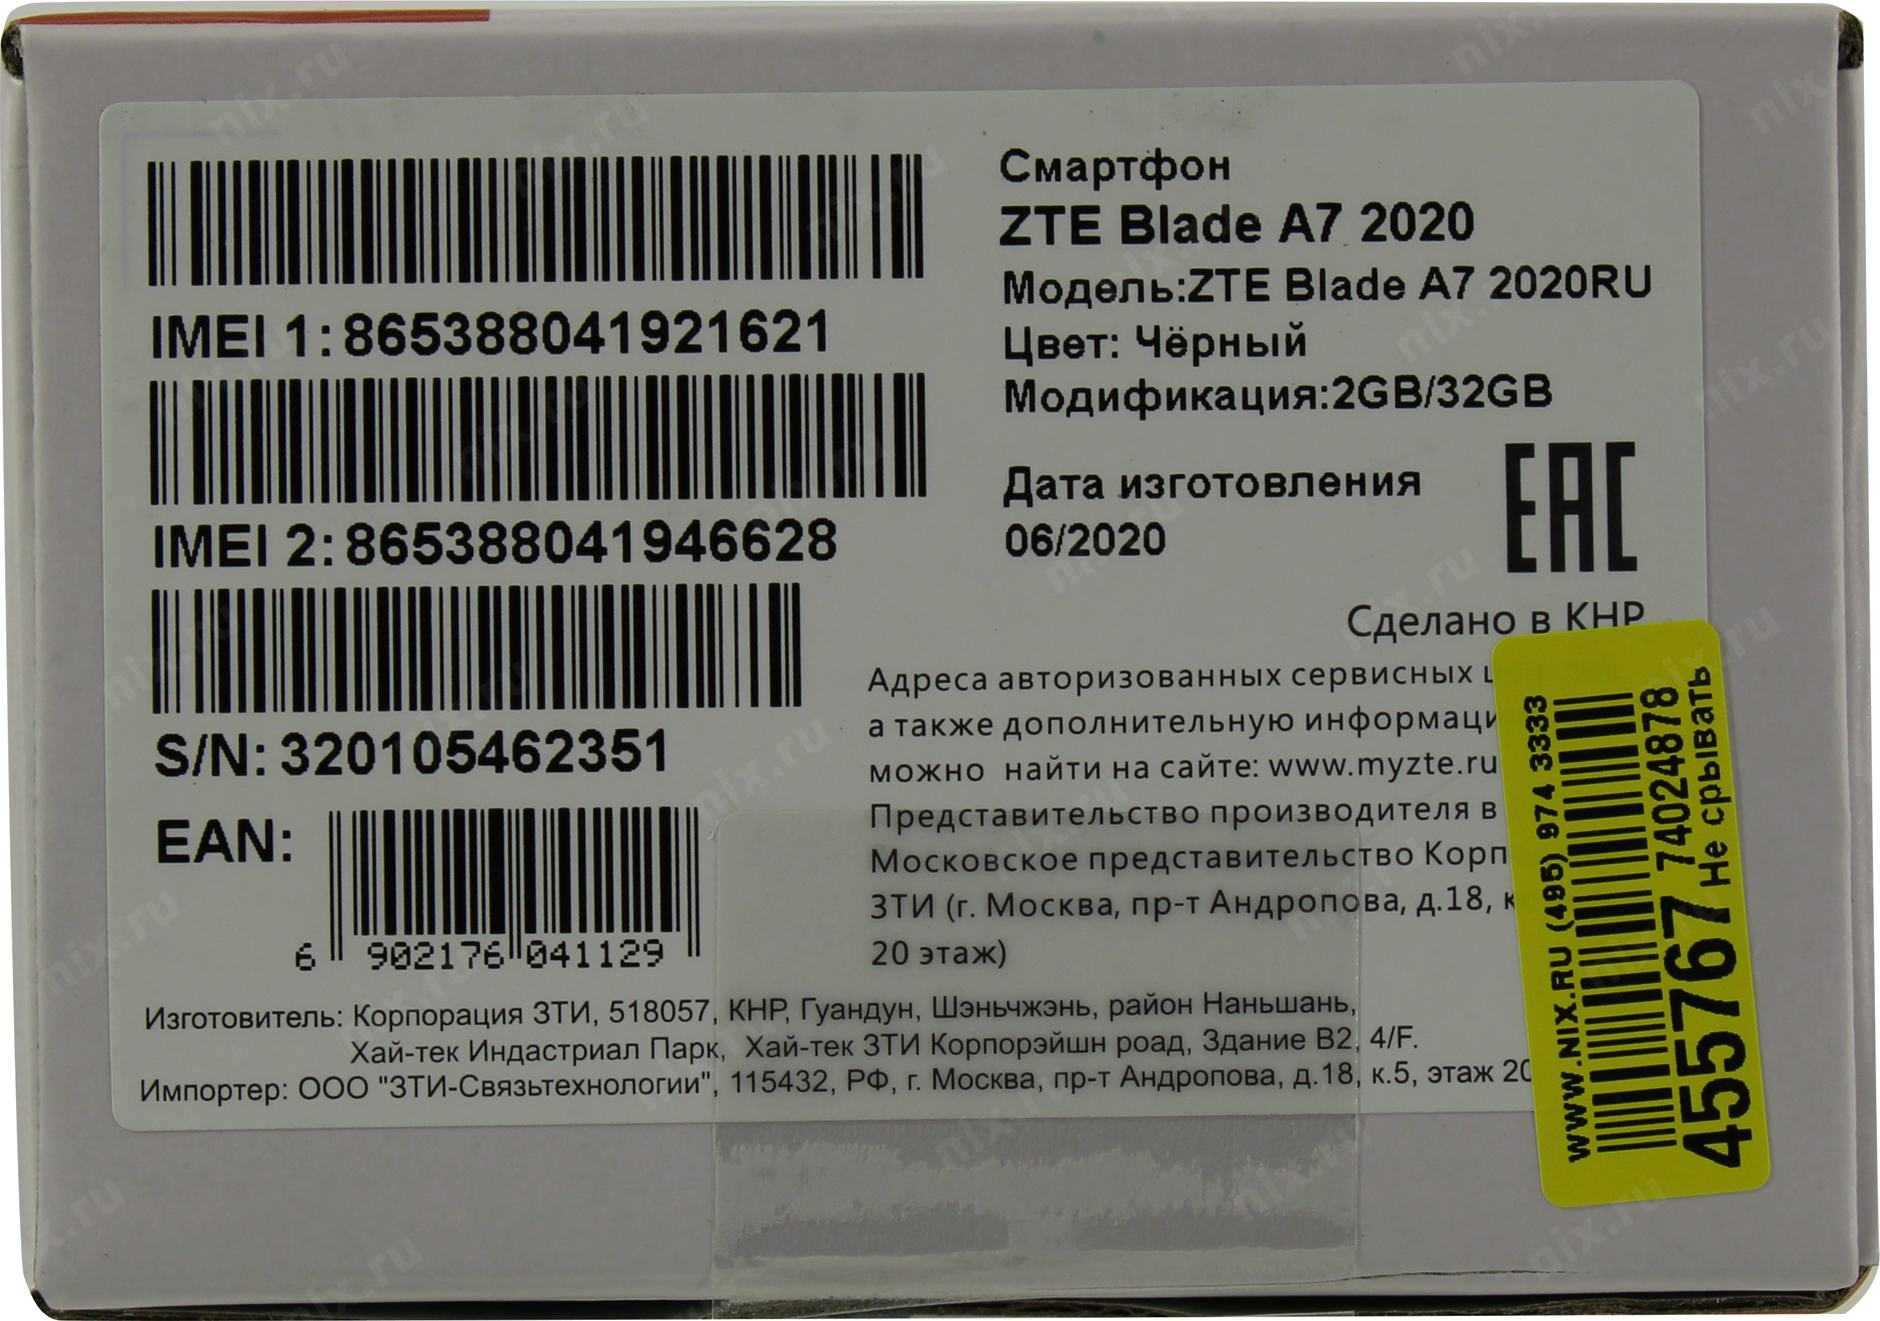 IMEI 1: 865388041921621
IMEI 2: 865388041946628
S/N: 320105462351
EAN:
6 902176 041129
Смартфон
ZTE Blade A7 2020
Модель:ZTE Blade A7 2020RU
Цвет: Чёрный
Модификация:2GB/32GB
Дата изготовления
06/2020
EAC
Сделано в КНР
Адреса авторизованных сервисных
а также дополнительную
можно найти на сайте: www.myzte.ru
Представительство производителя в
Московское представительство
ЗТИ (г. Москва, пр-т Андропова, д.18,
20 этаж)
Изготовитель: Корпорация ЗТИ, 518057, КНР, Гуандун, Шэньчжэнь, район Наньшань,
Хай-тек Индастриал Парк, Хай-тек ЗТИ Корпорэйшн роад, Здание В2, 4/F.
Импортер: ООО "ЗТИ-Связьтехнологии", 115432, РФ, г. Москва, пр-т Андропова, д.18, к.5, этаж 20
www.NIX.RU (495) 974 3333
455767 74024878
Не срывать
nix.ru